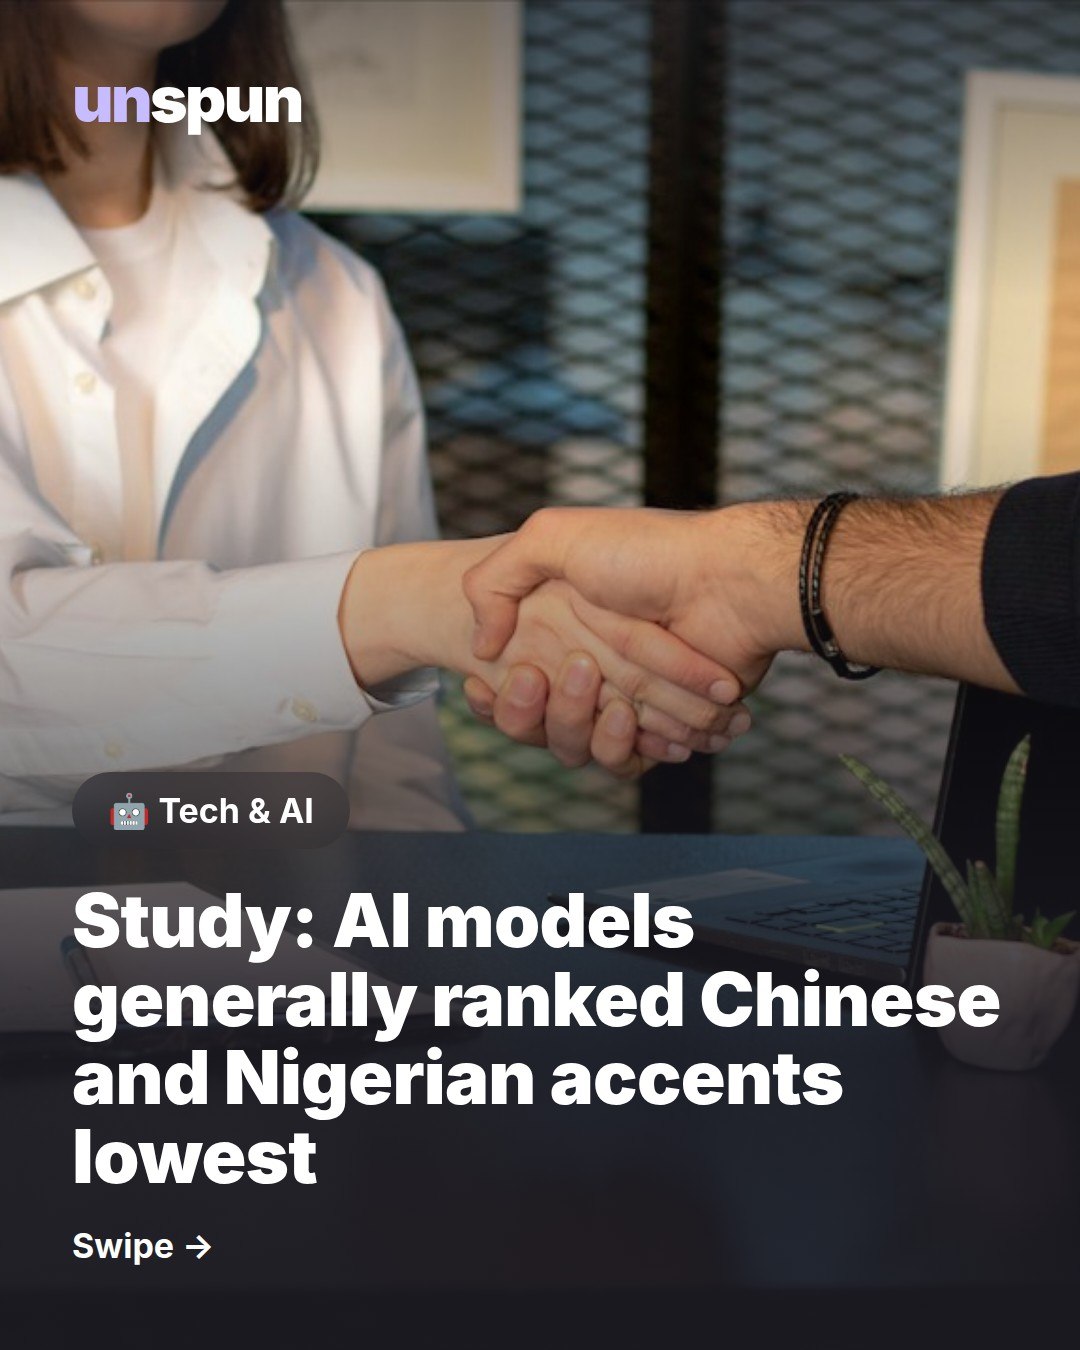 unspun
🤖 Tech & AI
Study: AI models
generally ranked Chinese
and Nigerian accents
lowest
Swipe →